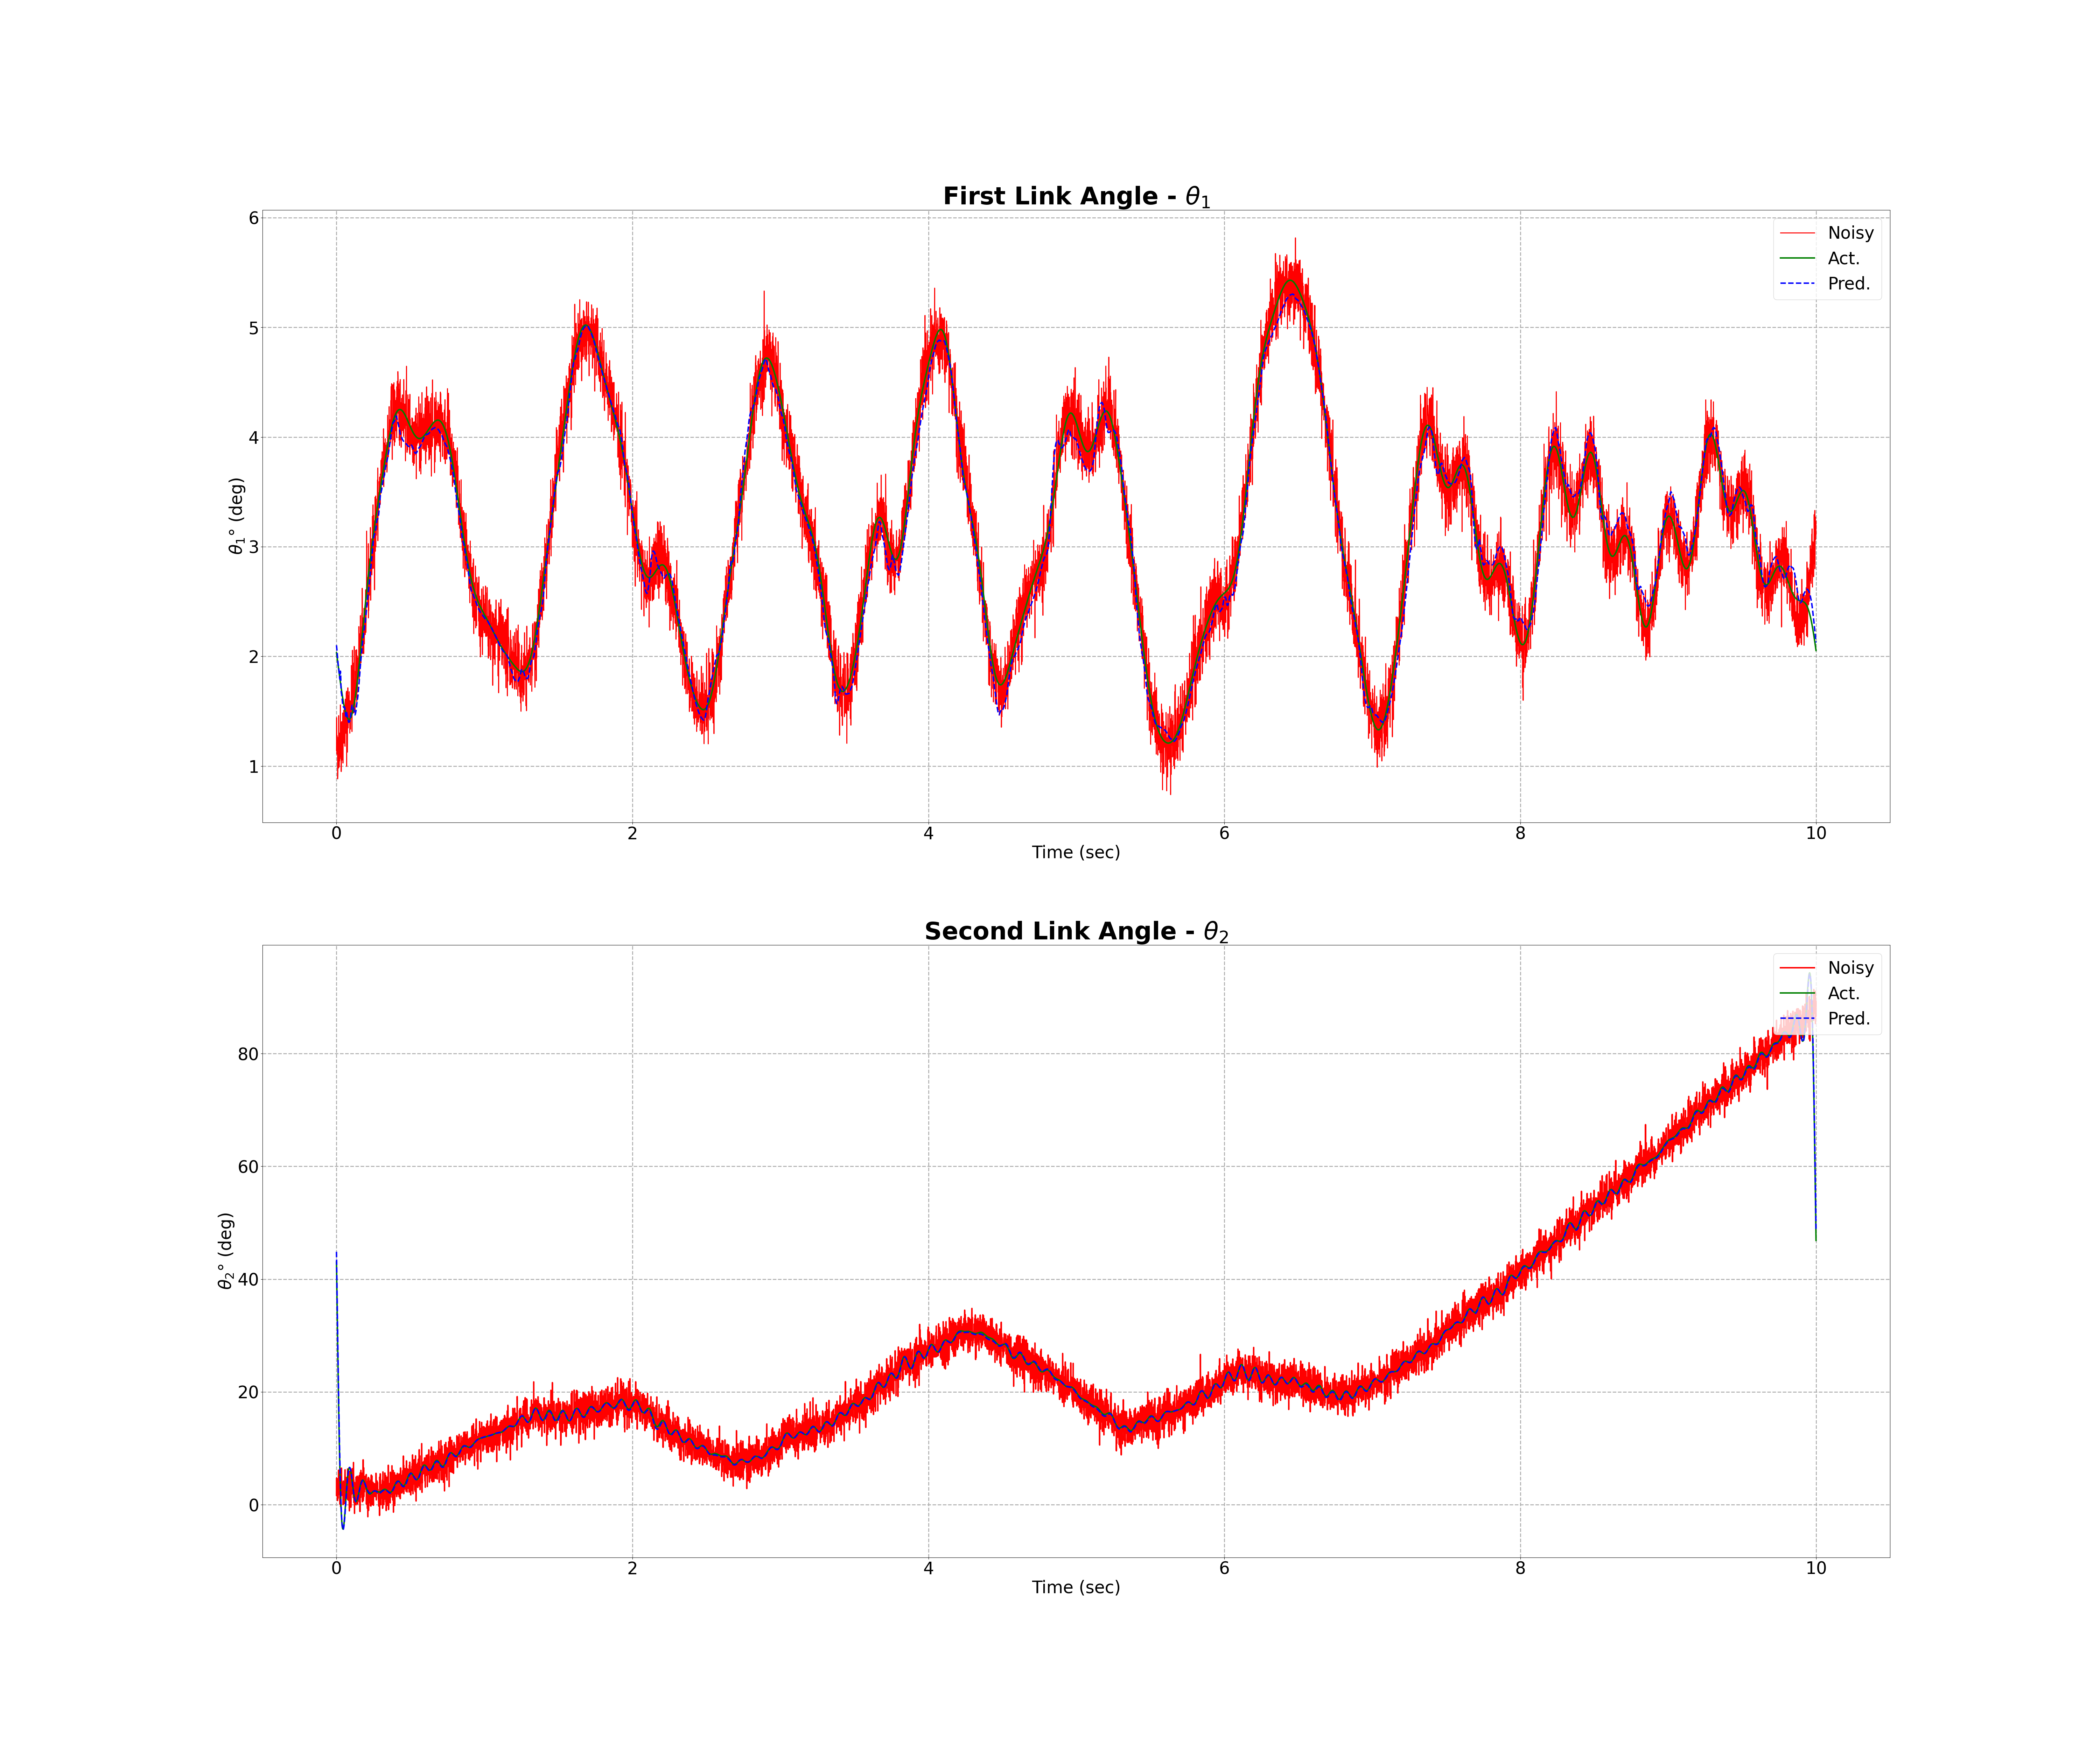 First Link Angle - θ₁
6
5
4
3
2
1
θ₁° (deg)
Noisy
Act.
Pred.
0 2 4 6 8 10
Time (sec)
Second Link Angle - θ₂
80
60
40
20
0
θ₂° (deg)
Noisy
Act.
Pred.
0 2 4 6 8 10
Time (sec)